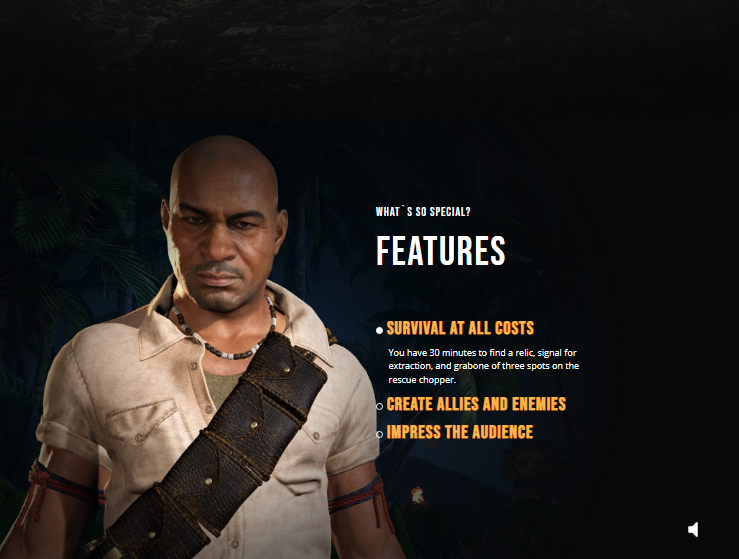 WHAT´S SO SPECIAL?
FEATURES
SURVIVAL AT ALL COSTS
You have 30 minutes to find a relic, signal for
extraction, and grabone of three spots on the
rescue chopper.
CREATE ALLIES AND ENEMIES
IMPRESS THE AUDIENCE